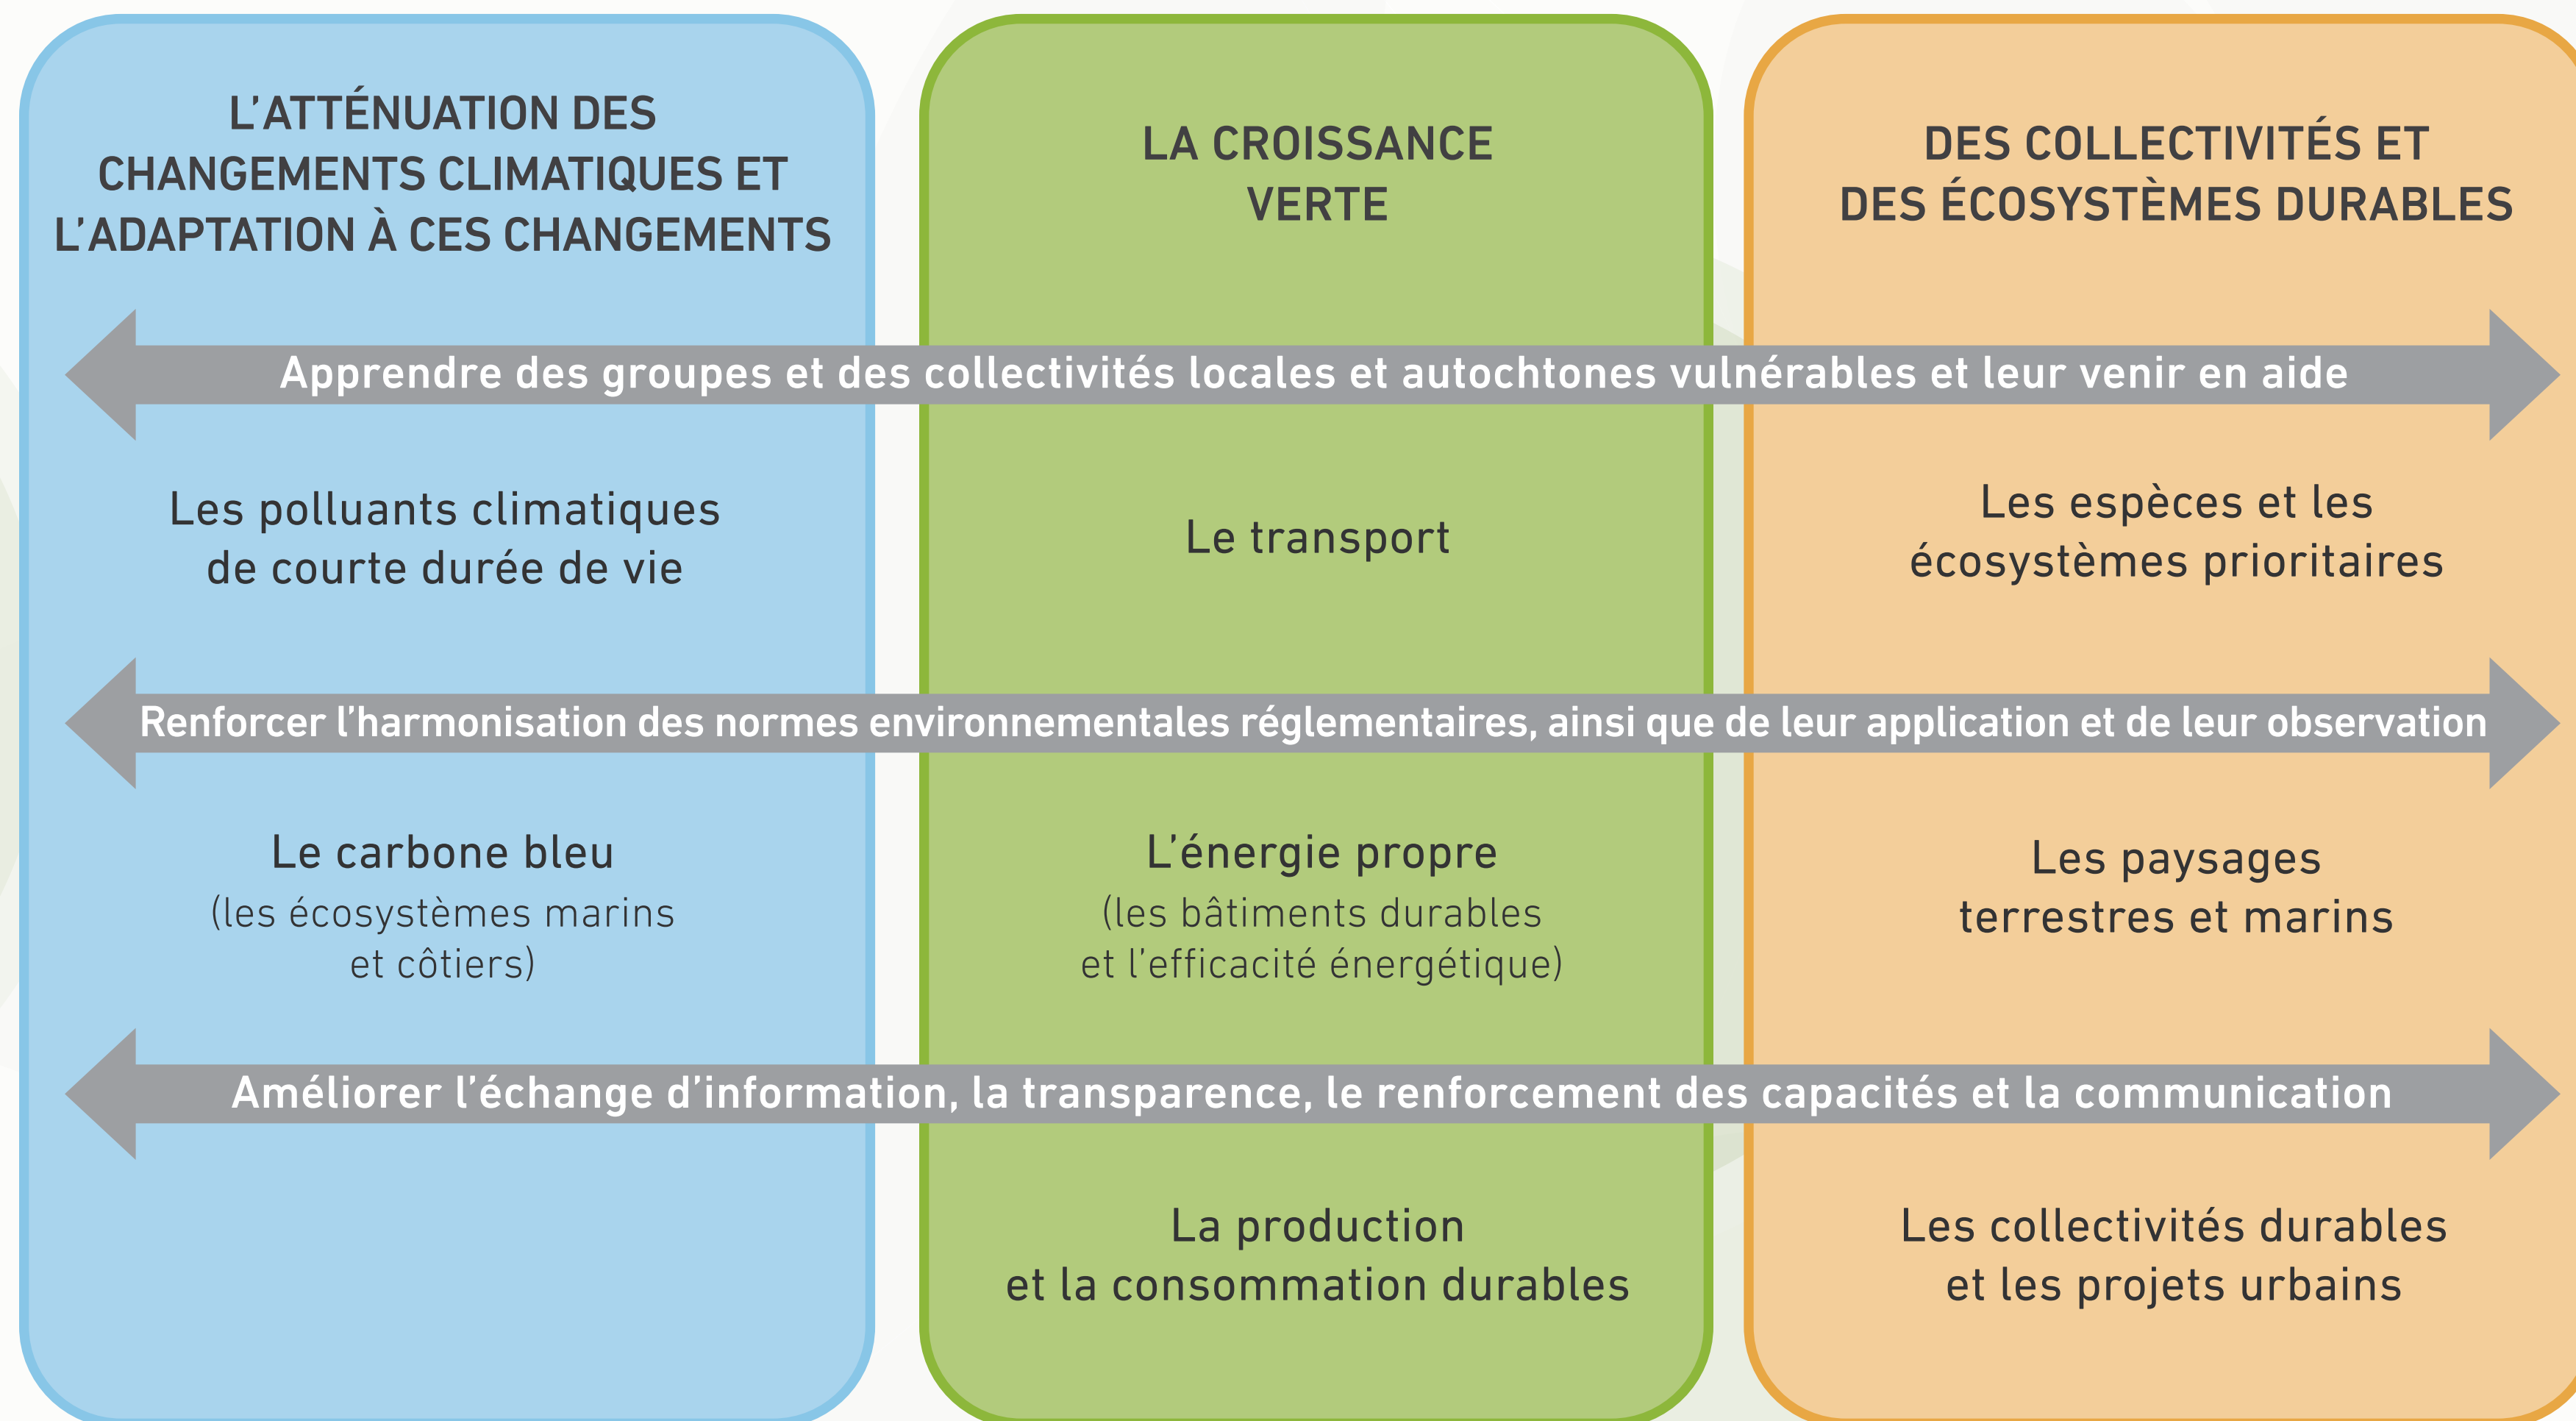 L'ATTÉNUATION DES
CHANGEMENTS CLIMATIQUES ET
L'ADAPTATION À CES CHANGEMENTS
LA CROISSANCE
VERTE
DES COLLECTIVITÉS ET
DES ÉCOSYSTÈMES DURABLES
Apprendre des groupes et des collectivités locales et autochtones vulnérables et leur venir en aide
Les polluants climatiques
de courte durée de vie
Le transport
Les espèces et les
écosystèmes prioritaires
Renforcer l'harmonisation des normes environnementales réglementaires, ainsi que de leur application et de leur observation
Le carbone bleu
(les écosystèmes marins
et côtiers)
L'énergie propre
(les bâtiments durables
et l'efficacité énergétique)
Les paysages
terrestres et marins
Améliorer l'échange d'information, la transparence, le renforcement des capacités et la communication
La production
et la consommation durables
Les collectivités durables
et les projets urbains